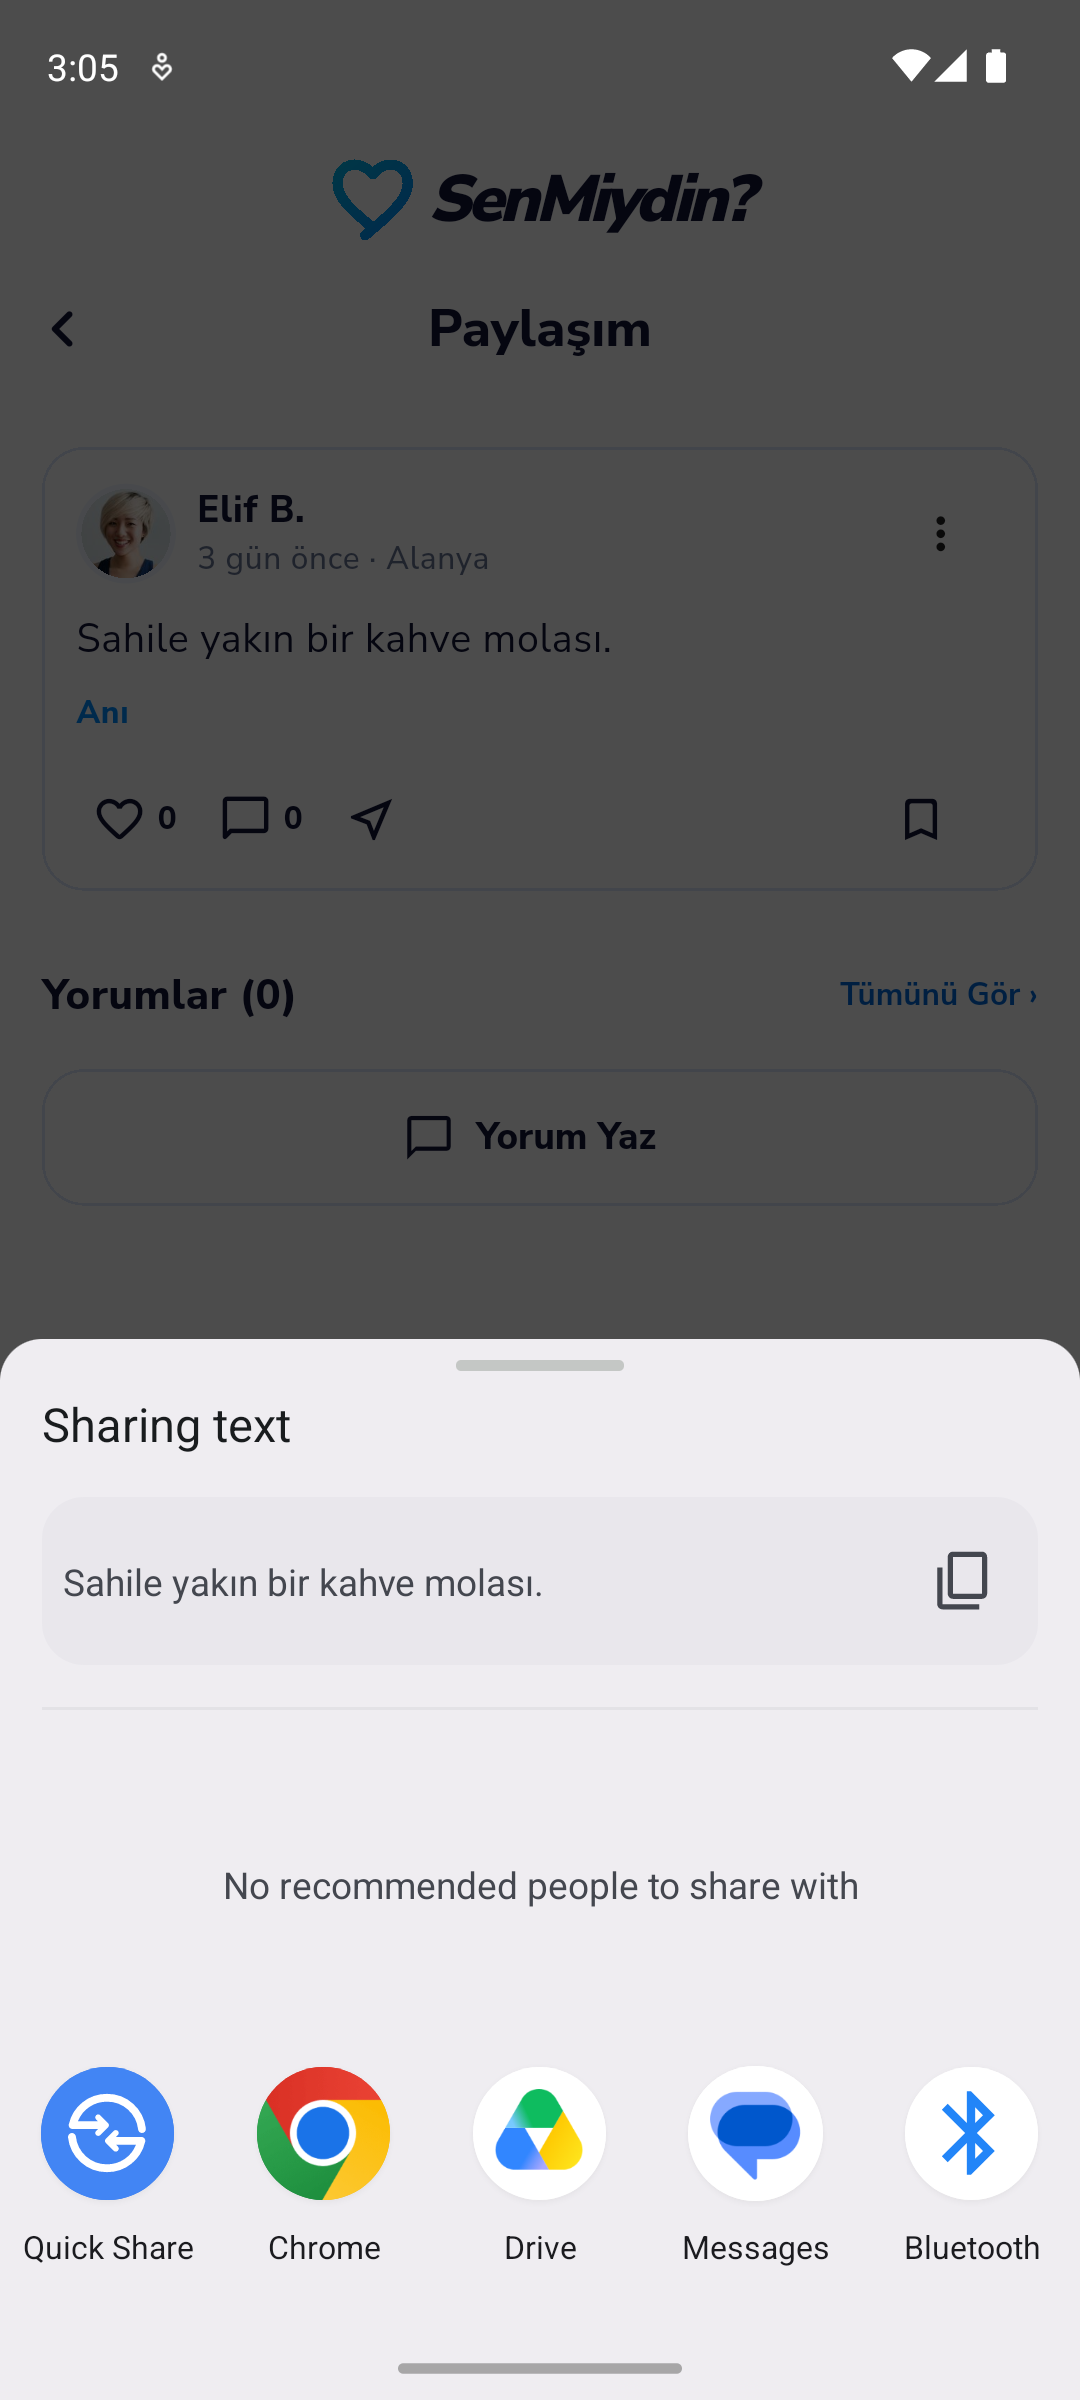 3:05
SenMiydin?
Paylaşım
Elif B.
3 gün önce · Alanya
Sahile yakın bir kahve molası.
Anı
0 0
Yorumlar (0) Tümünü Gör ›
Yorum Yaz
Sharing text
Sahile yakın bir kahve molası.
No recommended people to share with
Quick Share Chrome Drive Messages Bluetooth